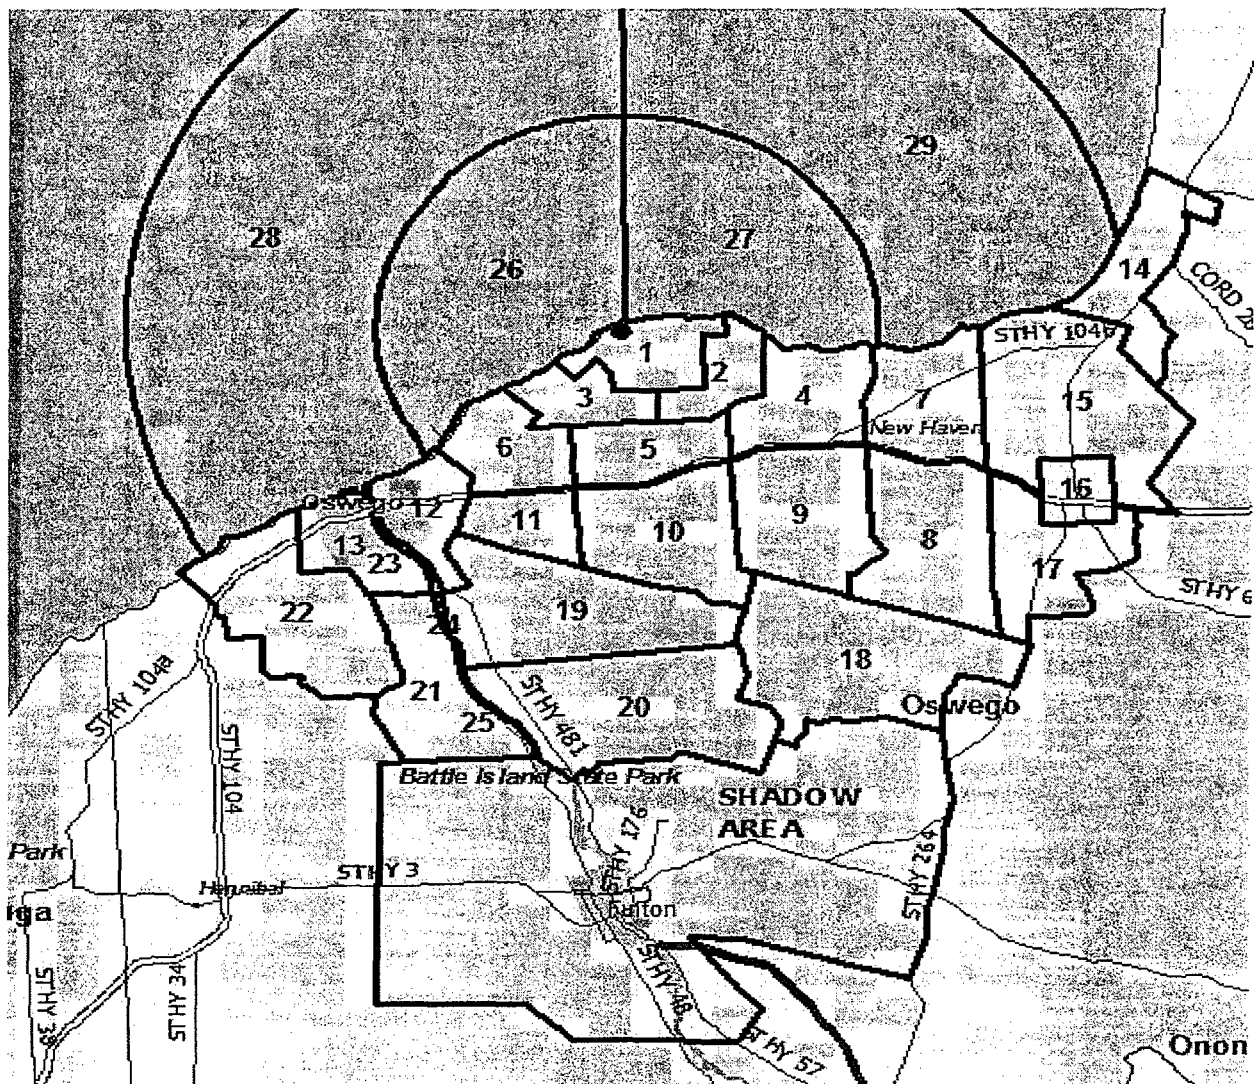 29
28
27
26
14
CORD 2
STHY 104B
1
2
3
4
7
15
New Haven
6
5
16
Oswego
12
11
10
9
8
13
23
17
STHY 6
22
19
24
18
STHY 104A
21
20
Oswego
25
STHY 481
STHY 104
Battle Island State Park
SHADOW
AREA
STHY 176
STHY 264
Park
STHY 3
Hannibal
Fulton
STHY 34
STHY 48
STHY 57
Onon